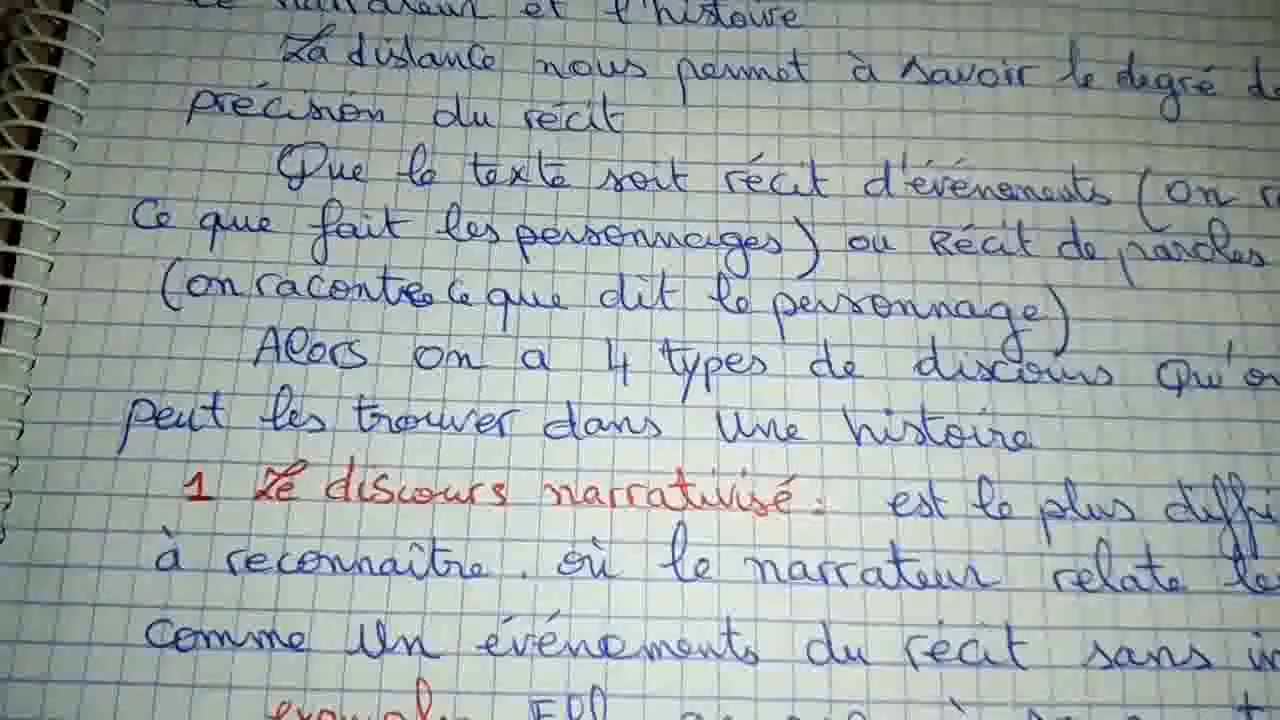 et l'histoire
La distance nous permet à savoir le degré de
précision du récit
Que le texte soit récit d'événements (on
ce que fait les personnages) ou Récit de paroles
(on raconte ce que dit le personnage)
Alors on a 4 types de discours qu'on
peut les trouver dans une histoire
1 Le discours narrativisé : est le plus
à reconnaître. où le narrateur relate
comme un événements du récit sans